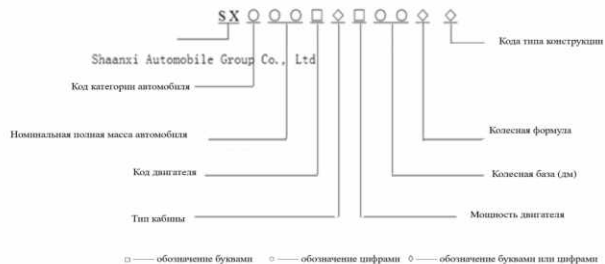 SX○○○□◇□○○◇◇
Кода типа конструкции
Shaanxi Automobile Group Co., Ltd
Код категории автомобиля
Номинальная полная масса автомобиля
Колесная формула
Код двигателя
Колесная база (дм)
Тип кабины
Мощность двигателя
□ —— обозначение буквами ○ —— обозначение цифрами ◇ —— обозначение буквами или цифрами